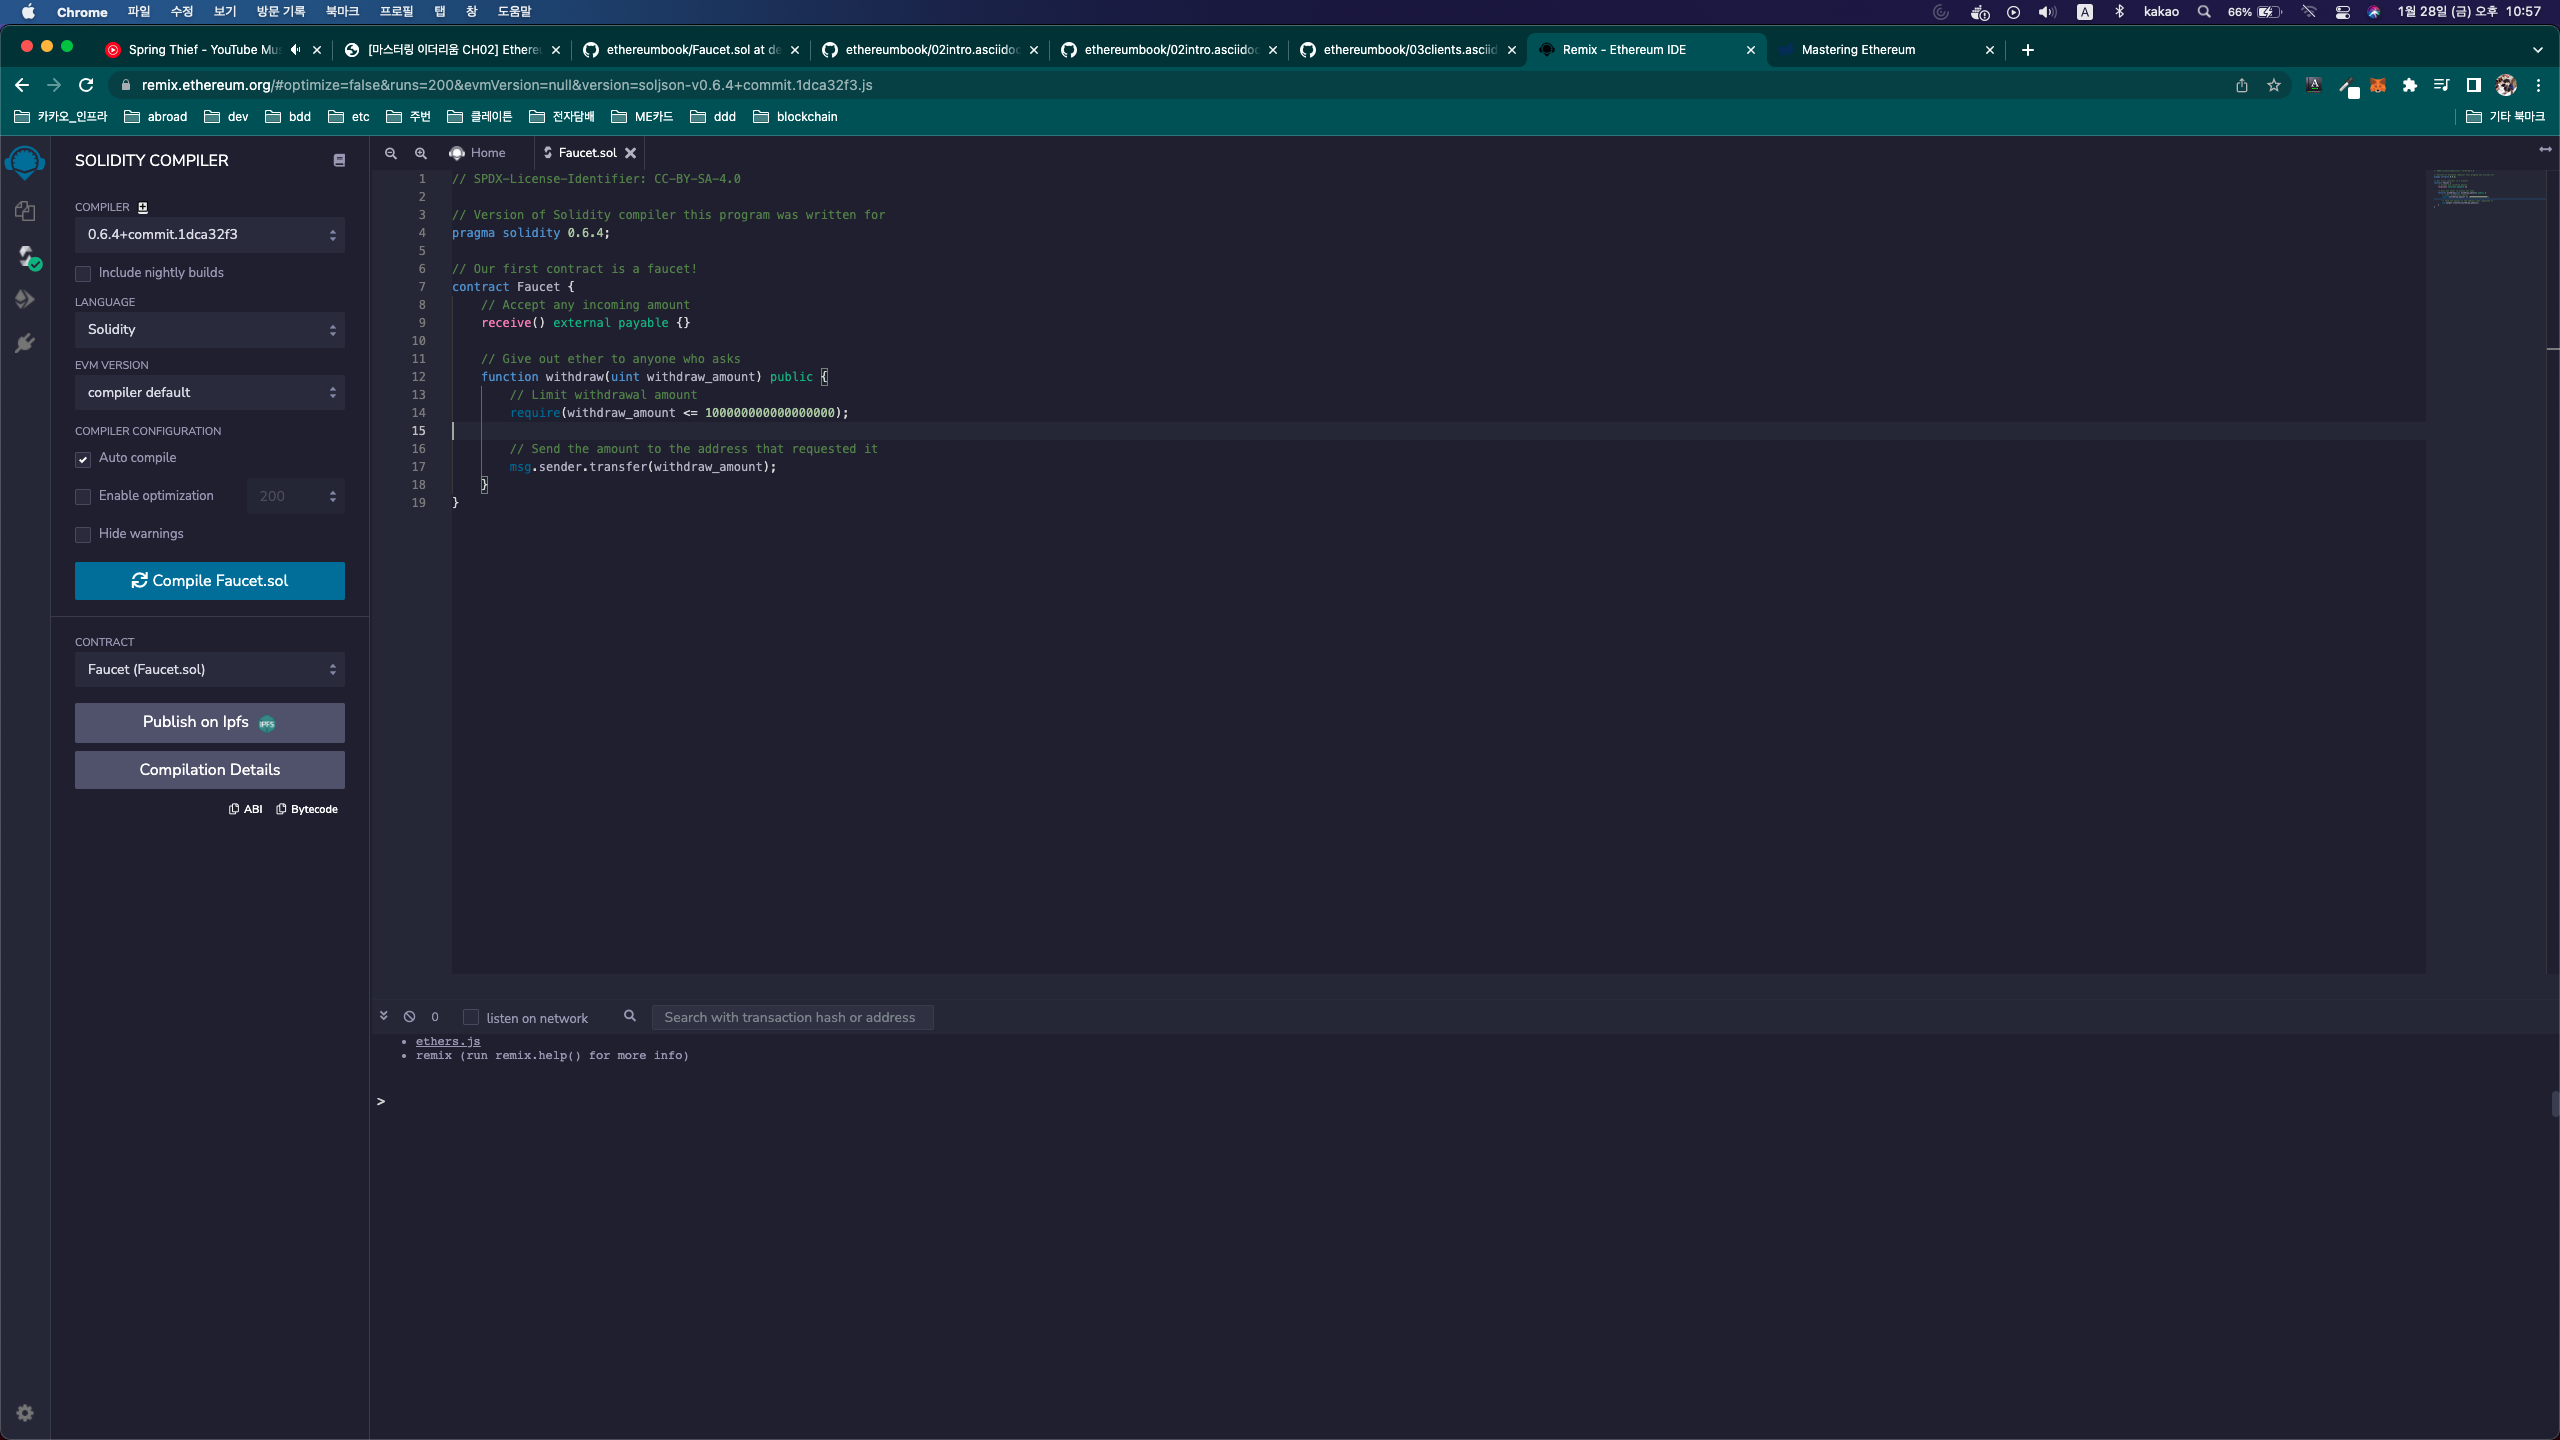 Chrome 파일 수정 보기 방문 기록 북마크 프로필 탭 창 도움말 A kakao 66% 1월 28일 (금) 오후 10:57
Spring Thief - YouTube Mus [마스터링 이더리움 CH02] Ethere ethereumbook/Faucet.sol at de ethereumbook/02intro.asciidoc ethereumbook/02intro.asciidoc ethereumbook/03clients.asciid Remix - Ethereum IDE Mastering Ethereum
remix.ethereum.org/#optimize=false&runs=200&evmVersion=null&version=soljson-v0.6.4+commit.1dca32f3.js
카카오_인프라 abroad dev bdd etc 주번 클레이튼 전자담배 ME카드 ddd blockchain 기타 북마크
SOLIDITY COMPILER
COMPILER
0.6.4+commit.1dca32f3
Include nightly builds
LANGUAGE
Solidity
EVM VERSION
compiler default
COMPILER CONFIGURATION
Auto compile
Enable optimization 200
Hide warnings
Compile Faucet.sol
CONTRACT
Faucet (Faucet.sol)
Publish on Ipfs IPFS
Compilation Details
ABI Bytecode
Home Faucet.sol
1 // SPDX-License-Identifier: CC-BY-SA-4.0
2
3 // Version of Solidity compiler this program was written for
4 pragma solidity 0.6.4;
5
6 // Our first contract is a faucet!
7 contract Faucet {
8 // Accept any incoming amount
9 receive() external payable {}
10
11 // Give out ether to anyone who asks
12 function withdraw(uint withdraw_amount) public {
13 // Limit withdrawal amount
14 require(withdraw_amount <= 100000000000000000);
15
16 // Send the amount to the address that requested it
17 msg.sender.transfer(withdraw_amount);
18 }
19 }
0 listen on network Search with transaction hash or address
• ethers.js
• remix (run remix.help() for more info)
>